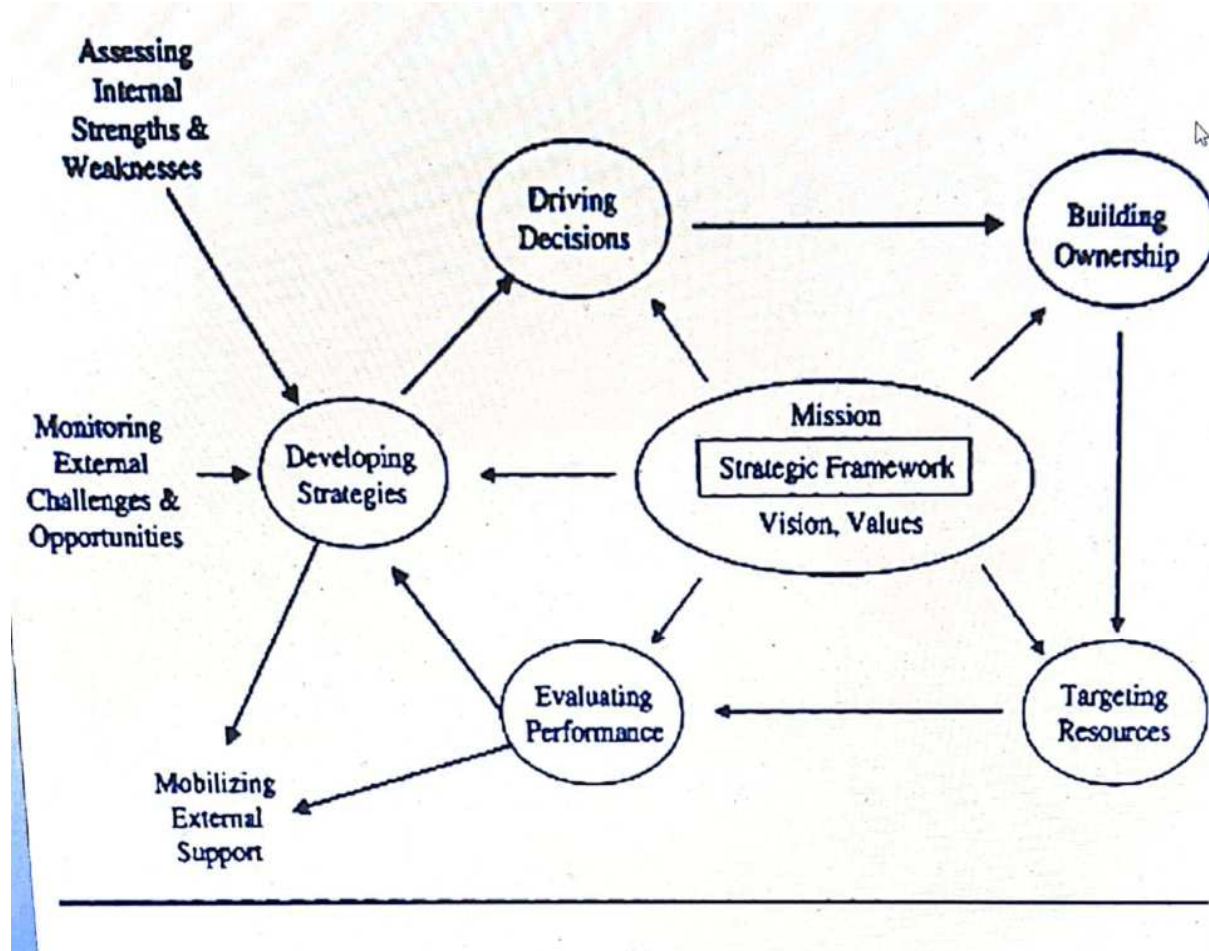 Assessing
Internal
Strengths &
Weaknesses
Driving
Decisions
Building
Ownership
Mission
Strategic Framework
Vision, Values
Developing
Strategies
Monitoring
External
Challenges &
Opportunities
Evaluating
Performance
Targeting
Resources
Mobilizing
External
Support